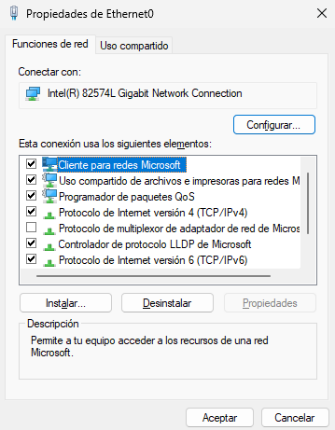 Propiedades de Ethernet0
Funciones de red
Uso compartido
Conectar con:
Intel(R) 82574L Gigabit Network Connection
Configurar...
Esta conexión usa los siguientes elementos:
Cliente para redes Microsoft
Uso compartido de archivos e impresoras para redes M
Programador de paquetes QoS
Protocolo de Internet versión 4 (TCP/IPv4)
Protocolo de multiplexor de adaptador de red de Micros
Controlador de protocolo LLDP de Microsoft
Protocolo de Internet versión 6 (TCP/IPv6)
Instalar...
Desinstalar
Propiedades
Descripción
Permite a tu equipo acceder a los recursos de una red
Microsoft.
Aceptar
Cancelar